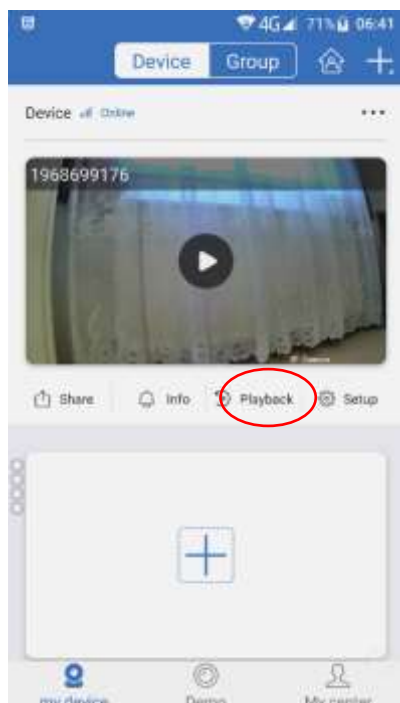 4G 71% 06:41
Device Group
Device Online
1968699176
Share Info Playback Setup
my device Demo My center